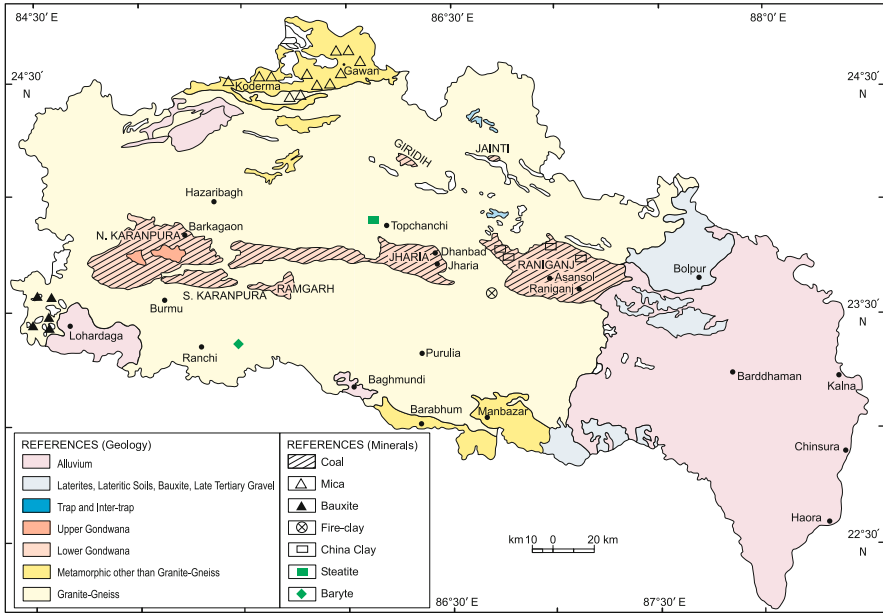 84°30′ E
86°30′ E
88° 0′ E
24°30′
N
24°30′
N
Gawan
Koderma
GIRIDIH
JAINTI
Hazaribagh
Topchanchi
Barkagaon
N. KARANPURA
Dhanbad
JHARIA
Jharia
RANIGANJ
Asansol
Raniganj
Bolpur
S. KARANPURA
RAMGARH
Burmu
23°30′
N
Lohardaga
Ranchi
Purulia
Barddhaman
Kalna
Baghmundi
Barabhum
Manbazar
Chinsura
Haora
REFERENCES (Geology)
Alluvium
Laterites, Lateritic Soils, Bauxite, Late Tertiary Gravel
Trap and Inter-trap
Upper Gondwana
Lower Gondwana
Metamorphic other than Granite-Gneiss
Granite-Gneiss
REFERENCES (Minerals)
Coal
Mica
Bauxite
Fire-clay
China Clay
Steatite
Baryte
km 10 0 20 km
22°30′
N
86°30′ E
87°30′ E